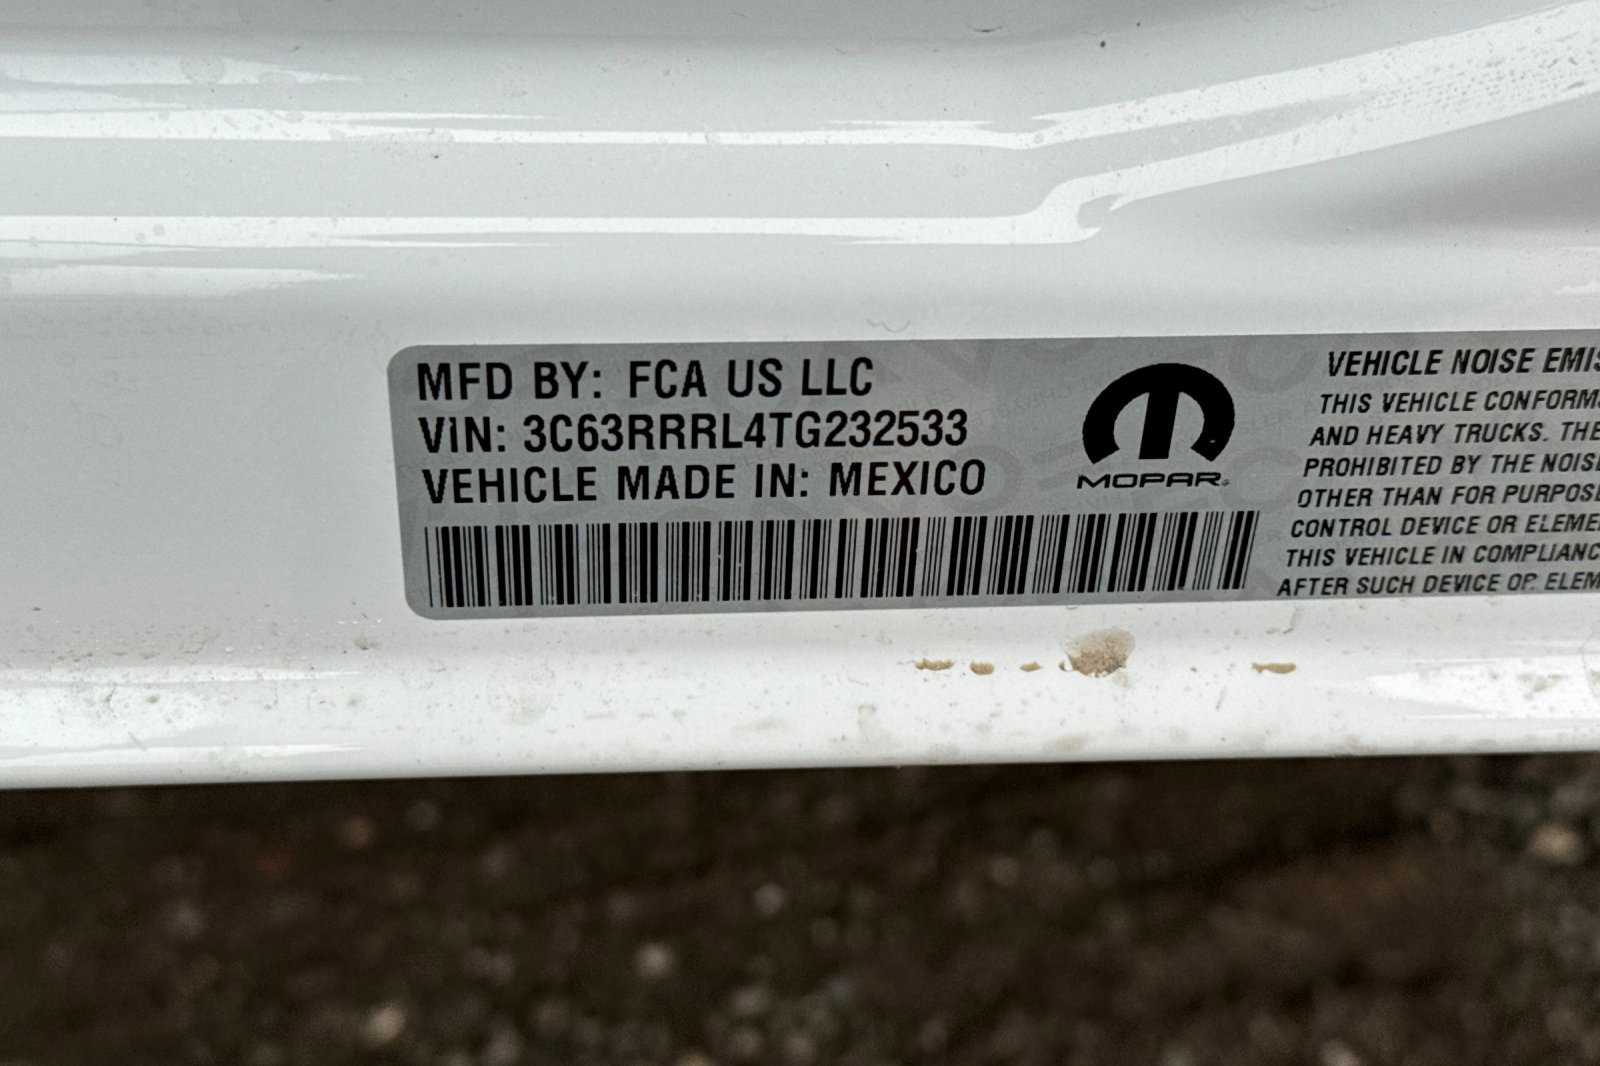 MFD BY: FCA US LLC
VIN: 3C63RRRL4TG232533
VEHICLE MADE IN: MEXICO
MOPAR
VEHICLE NOISE EMIS
THIS VEHICLE CONFORMS
AND HEAVY TRUCKS. THE
PROHIBITED BY THE NOISE
OTHER THAN FOR PURPOSE
CONTROL DEVICE OR ELEME
THIS VEHICLE IN COMPLIANC
AFTER SUCH DEVICE OR ELEM